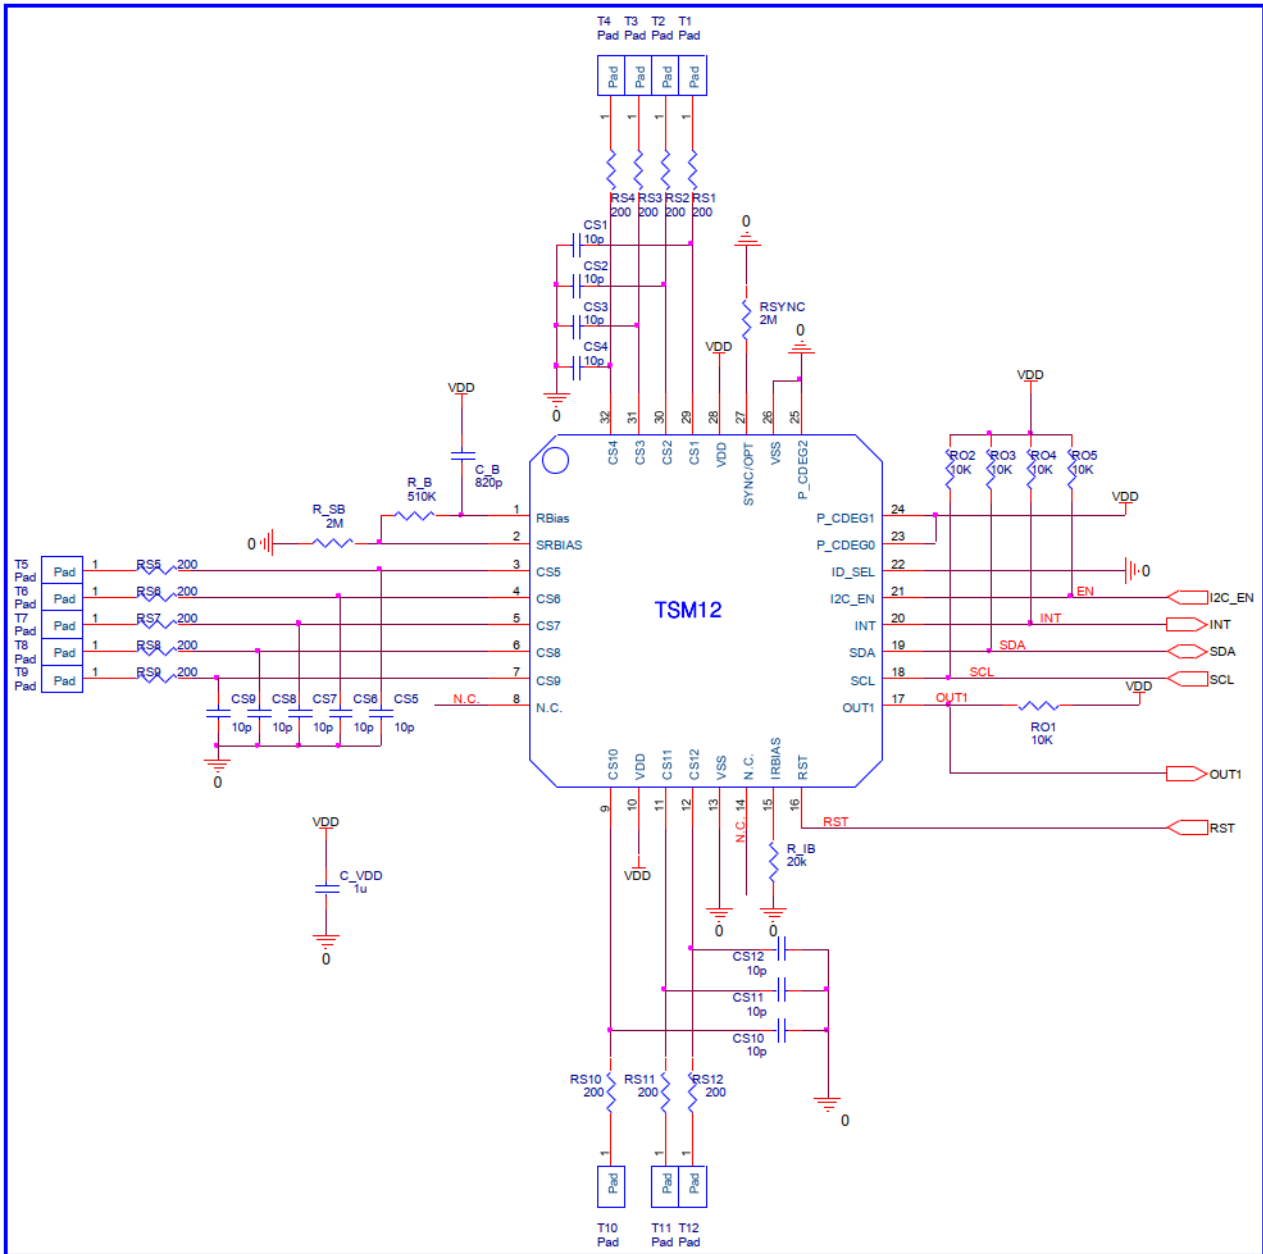 T4 T3 T2 T1
Pad Pad Pad Pad
Pad Pad Pad Pad
1 1 1 1
RS4 RS3 RS2 RS1
200 200 200 200
CS1
10p
CS2
10p
CS3
10p
CS4
10p
0
0
RSYNC
2M
0
VDD
VDD
VDD
32 31 30 29 28 27 26 25
CS4 CS3 CS2 CS1 VDD SYNC/OPT VSS P_CDEG2
C_B
820p
R_B
510K
R_SB
2M
0
RO2 RO3 RO4 RO5
10K 10K 10K 10K
1 RBias
2 SRBIAS
3 CS5
4 CS6
5 CS7
6 CS8
7 CS9
8 N.C.
N.C.
TSM12
P_CDEG1 24
P_CDEG0 23
ID_SEL 22
I2C_EN 21
INT 20
SDA 19
SCL 18
OUT1 17
VDD
0
EN I2C_EN
INT INT
SDA SDA
SCL SCL
OUT1 VDD
RO1
10K
OUT1
RST RST
T5
Pad
Pad 1 RS5 200
T6
Pad
Pad 1 RS6 200
T7
Pad
Pad 1 RS7 200
T8
Pad
Pad 1 RS8 200
T9
Pad
Pad 1 RS9 200
CS9 CS8 CS7 CS6 CS5
10p 10p 10p 10p 10p
0
CS10 VDD CS11 CS12 VSS N.C. IRBIAS RST
9 10 11 12 13 14 15 16
N.C.
VDD
C_VDD
1u
0
VDD
R_IB
20k
0 0
CS12
10p
CS11
10p
CS10
10p
0
RS10 RS11 RS12
200 200 200
1 1 1
Pad Pad Pad
T10 T11 T12
Pad Pad Pad